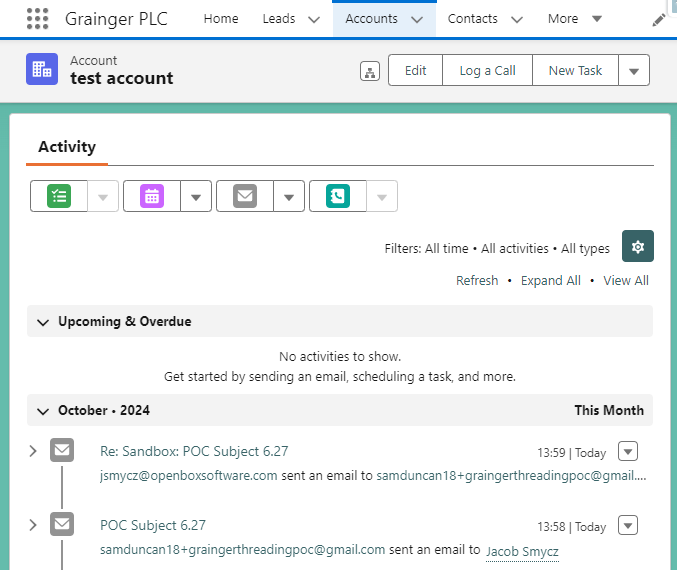 Grainger PLC Home Leads Accounts Contacts More
Account
test account
Edit Log a Call New Task
Activity
Filters: All time • All activities • All types
Refresh • Expand All • View All
Upcoming & Overdue
No activities to show.
Get started by sending an email, scheduling a task, and more.
October • 2024 This Month
Re: Sandbox: POC Subject 6.27 13:59 | Today
jsmycz@openboxsoftware.com sent an email to samduncan18+graingerthreadingpoc@gmail....
POC Subject 6.27 13:58 | Today
samduncan18+graingerthreadingpoc@gmail.com sent an email to Jacob Smycz